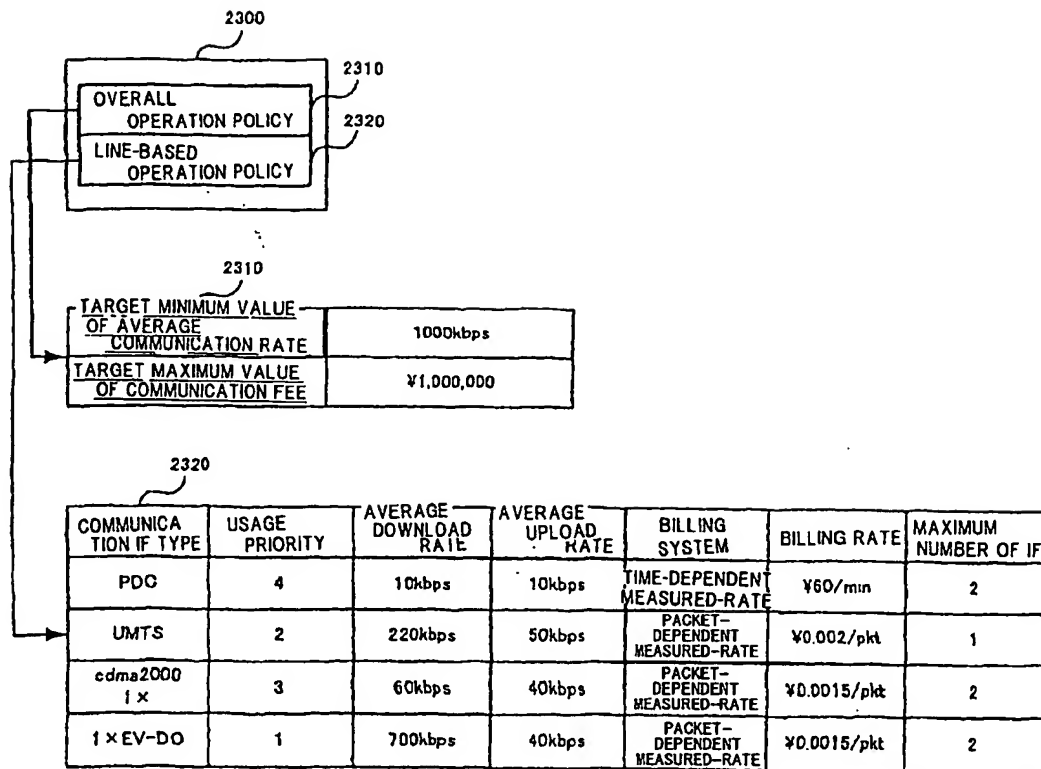 2300
2310
OVERALL
OPERATION POLICY
2320
LINE-BASED
OPERATION POLICY
2310
TARGET MINIMUM VALUE
OF AVERAGE
COMMUNICATION RATE
1000kbps
TARGET MAXIMUM VALUE
OF COMMUNICATION FEE
¥1,000,000
2320
COMMUNICA
TION IF TYPE
USAGE
PRIORITY
AVERAGE
DOWNLOAD
RATE
AVERAGE
UPLOAD
RATE
BILLING
SYSTEM
BILLING RATE
MAXIMUM
NUMBER OF IF
PDC
4
10kbps
10kbps
TIME-DEPENDENT
MEASURED-RATE
¥60/min
2
UMTS
2
220kbps
50kbps
PACKET-
DEPENDENT
MEASURED-RATE
¥0.002/pkt
1
cdma2000
1×
3
60kbps
40kbps
PACKET-
DEPENDENT
MEASURED-RATE
¥0.0015/pkt
2
1×EV-DO
1
700kbps
40kbps
PACKET-
DEPENDENT
MEASURED-RATE
¥0.0015/pkt
2